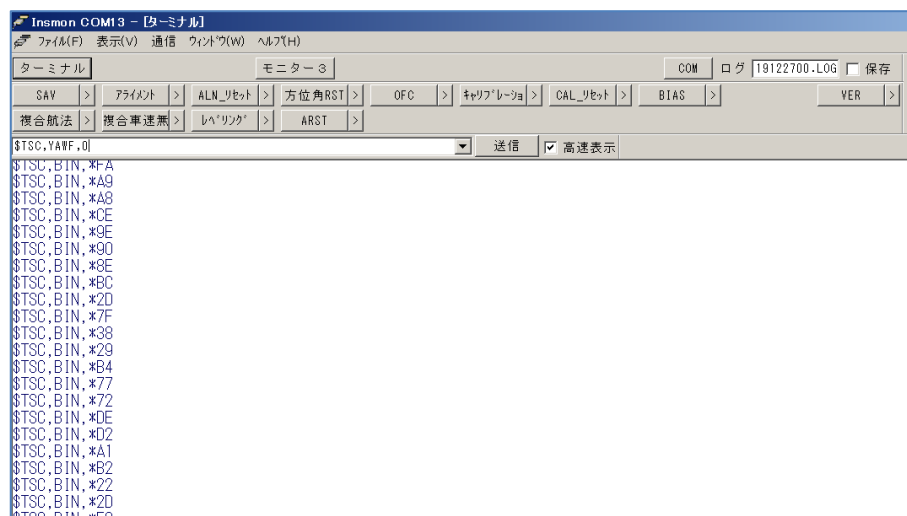 Insmon COM13 - [ターミナル]
ファイル(F) 表示(V) 通信 ウィンドウ(W) ヘルプ(H)
ターミナル モニター3 COM ログ 19122700.LOG 保存
SAV > アライメント > ALN_リセット > 方位角RST > OFC > キャリブレーショ > CAL_リセット > BIAS > VER >
複合航法 > 複合車速無 > レベリング > ARST >
$TSC,YAWF,0 送信 高速表示
$TSC,BIN,*FA
$TSC,BIN,*A9
$TSC,BIN,*A8
$TSC,BIN,*CE
$TSC,BIN,*9E
$TSC,BIN,*90
$TSC,BIN,*8E
$TSC,BIN,*BC
$TSC,BIN,*2D
$TSC,BIN,*7F
$TSC,BIN,*38
$TSC,BIN,*29
$TSC,BIN,*B4
$TSC,BIN,*77
$TSC,BIN,*72
$TSC,BIN,*DE
$TSC,BIN,*D2
$TSC,BIN,*A1
$TSC,BIN,*B2
$TSC,BIN,*22
$TSC,BIN,*2D